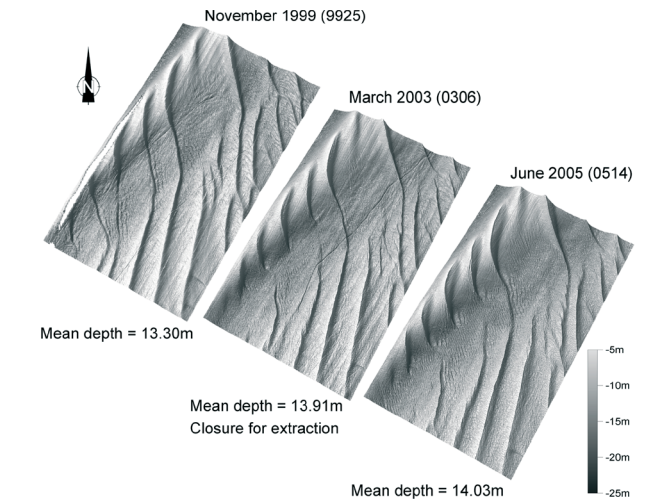 November 1999 (9925)
N
March 2003 (0306)
June 2005 (0514)
Mean depth = 13.30m
Mean depth = 13.91m
Closure for extraction
Mean depth = 14.03m
-5m
-10m
-15m
-20m
-25m